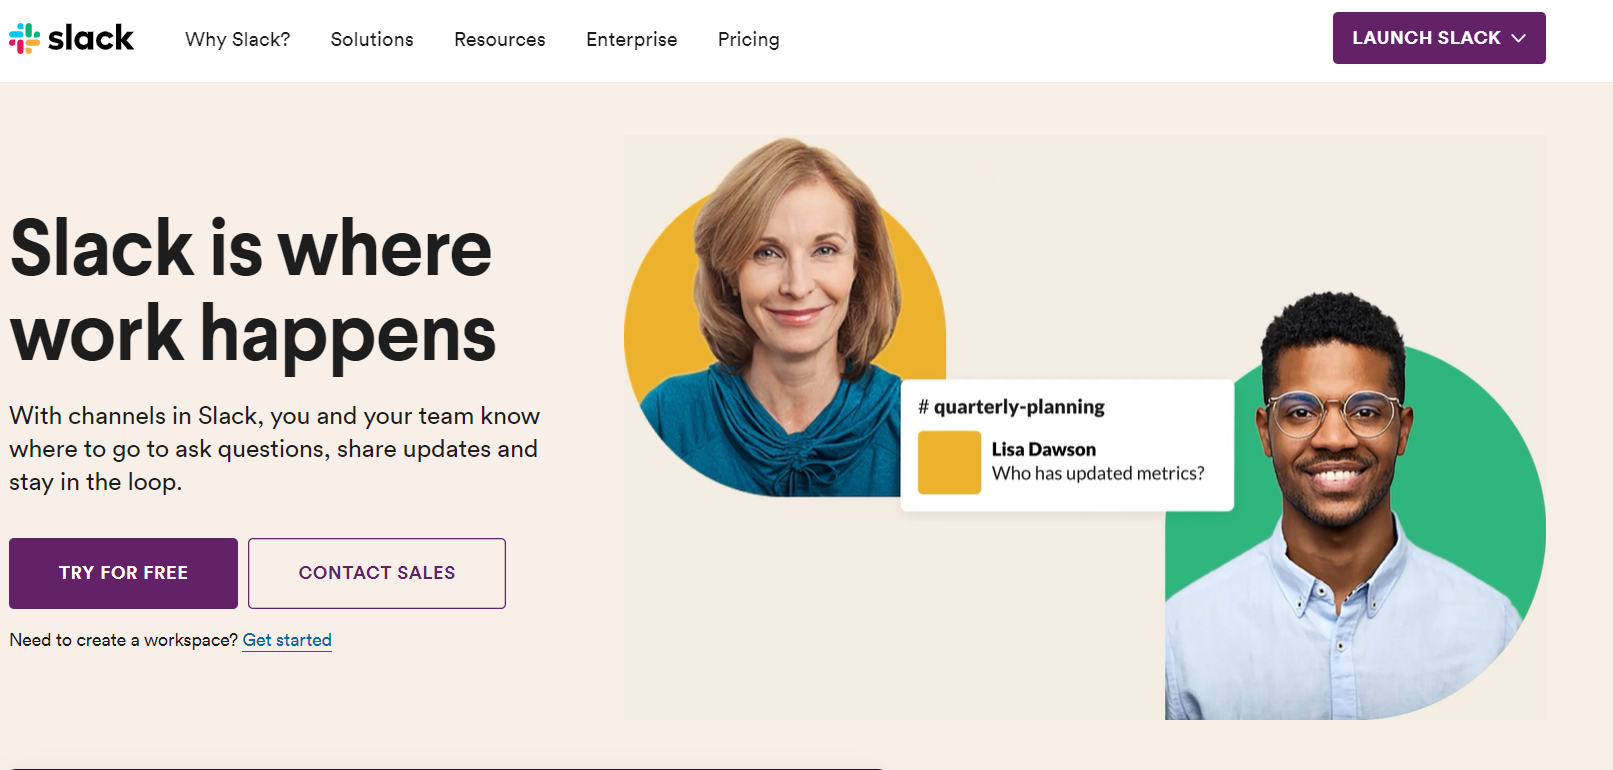 slack
Why Slack?
Solutions
Resources
Enterprise
Pricing
LAUNCH SLACK
Slack is where
work happens
With channels in Slack, you and your team know
where to go to ask questions, share updates and
stay in the loop.
TRY FOR FREE
CONTACT SALES
Need to create a workspace? Get started
# quarterly-planning
Lisa Dawson
Who has updated metrics?